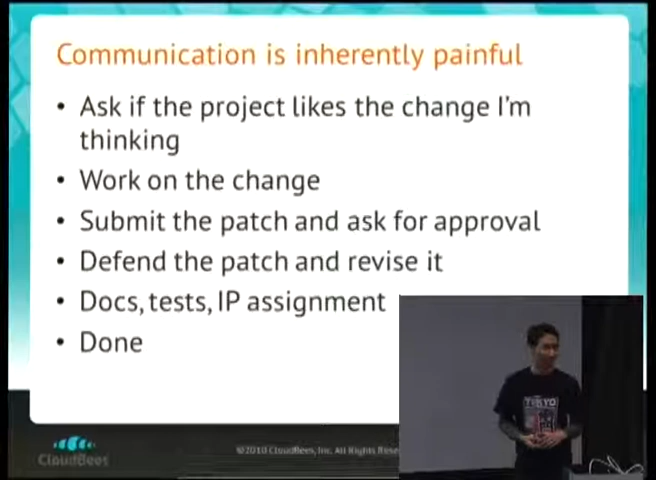 Communication is inherently painful
• Ask if the project likes the change I'm
thinking
• Work on the change
• Submit the patch and ask for approval
• Defend the patch and revise it
• Docs, tests, IP assignment
• Done
TOKYO
CloudBees
©2010 CloudBees, Inc. All Rights Rese